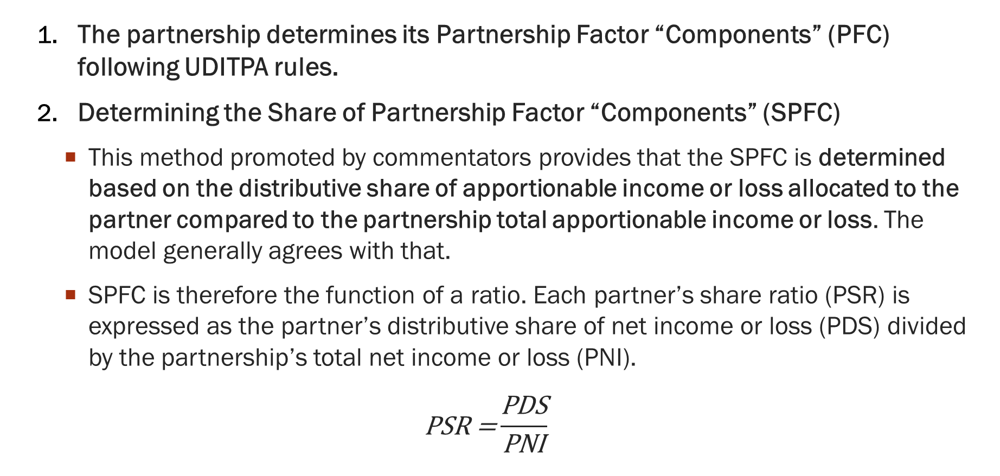 1. The partnership determines its Partnership Factor “Components” (PFC)
following UDITPA rules.
2. Determining the Share of Partnership Factor “Components” (SPFC)
▪ This method promoted by commentators provides that the SPFC is determined
based on the distributive share of apportionable income or loss allocated to the
partner compared to the partnership total apportionable income or loss. The
model generally agrees with that.
▪ SPFC is therefore the function of a ratio. Each partner’s share ratio (PSR) is
expressed as the partner’s distributive share of net income or loss (PDS) divided
by the partnership’s total net income or loss (PNI).
PDS
PSR =
PNI